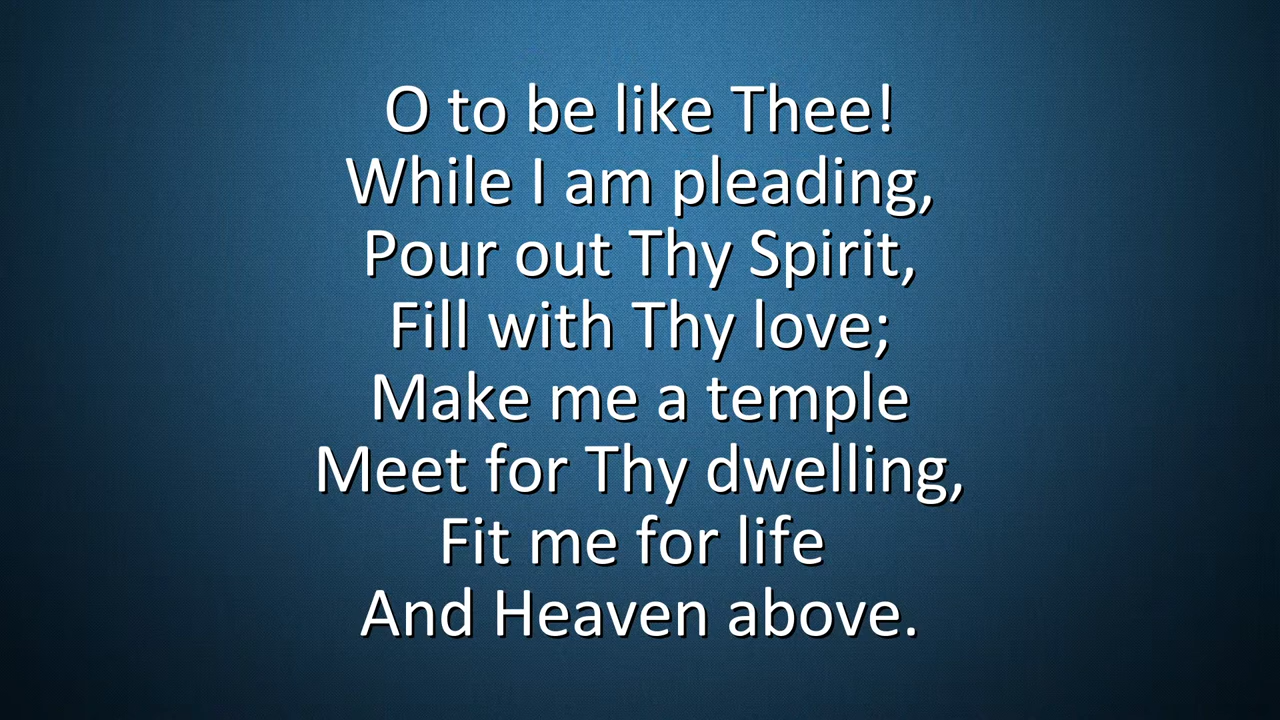 O to be like Thee!
While I am pleading,
Pour out Thy Spirit,
Fill with Thy love;
Make me a temple
Meet for Thy dwelling,
Fit me for life
And Heaven above.